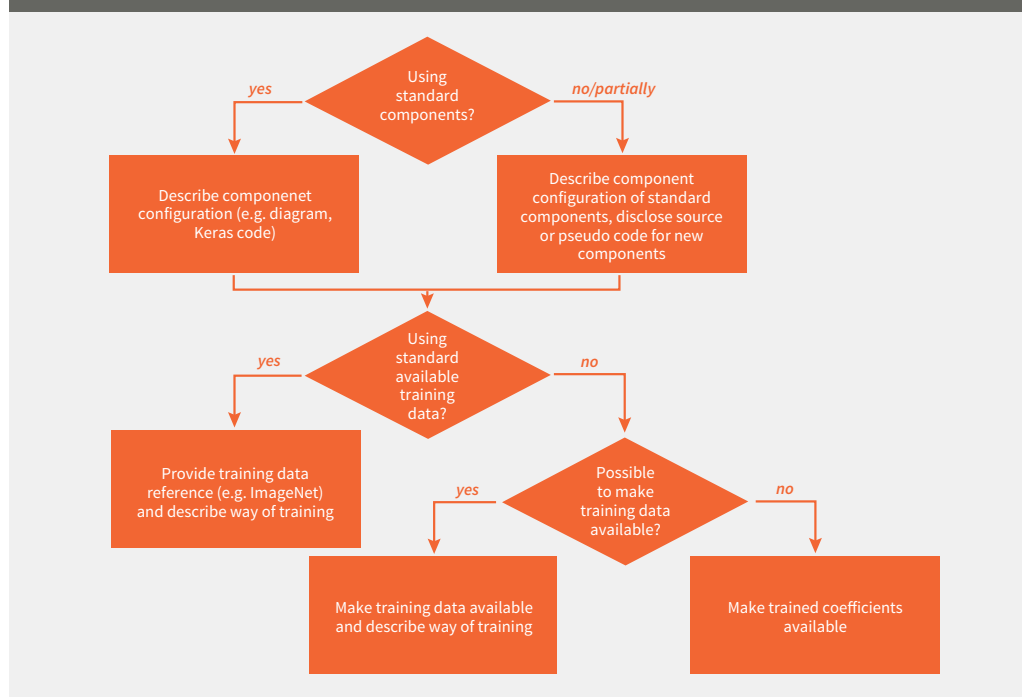 Using
standard
components?
yes
no/partially
Describe componenet
configuration (e.g. diagram,
Keras code)
Describe component
configuration of standard
components, disclose source
or pseudo code for new
components
Using
standard
available
training
data?
yes
no
Provide training data
reference (e.g. ImageNet)
and describe way of training
Possible
to make
training data
available?
yes
no
Make training data available
and describe way of training
Make trained coefficients
available